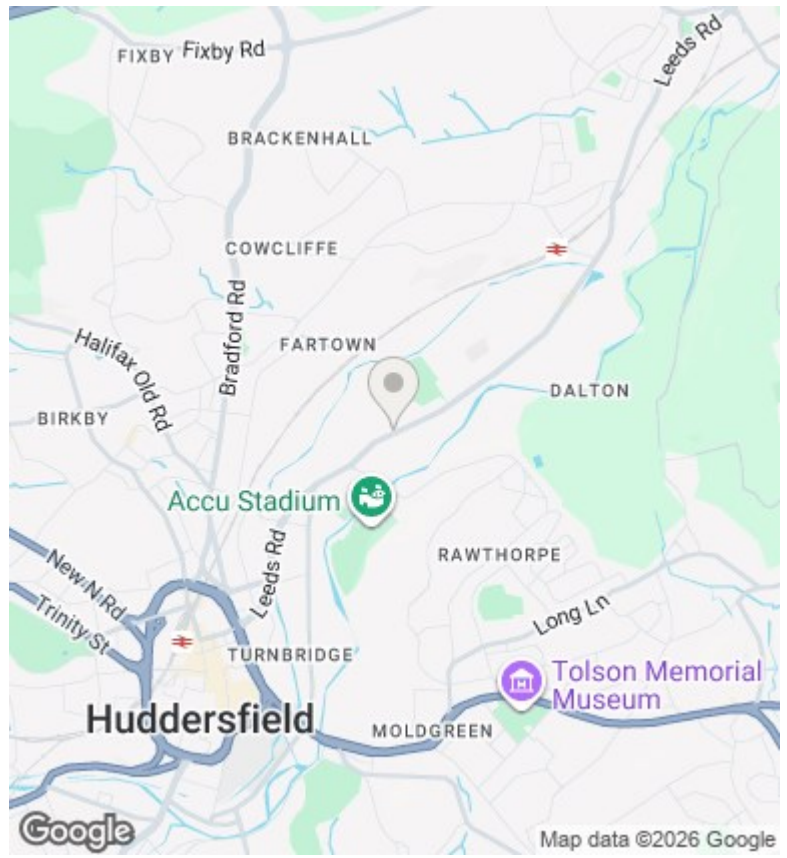 Leeds Rd
FIXBY
Fixby Rd
BRACKENHALL
COWCLIFFE
Bradford Rd
Halifax Old Rd
FARTOWN
BIRKBY
DALTON
Accu Stadium
RAWTHORPE
New N Rd
Leeds Rd
Trinity St
Long Ln
TURNBRIDGE
Tolson Memorial
Museum
Huddersfield
MOLDGREEN
Google
Map data ©2026 Google